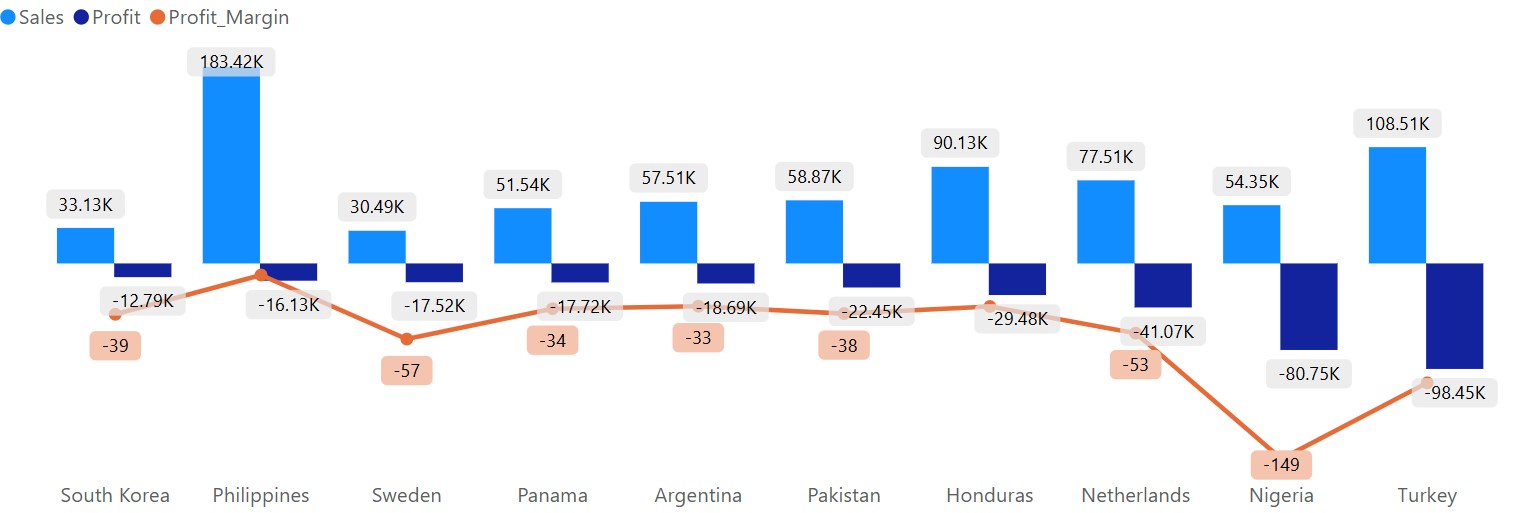 Sales Profit Profit_Margin
183.42K
108.51K
90.13K
77.51K
51.54K
57.51K
58.87K
54.35K
33.13K
30.49K
-12.79K
-16.13K
-17.52K
-17.72K
-18.69K
-22.45K
-29.48K
-41.07K
-39
-34
-33
-38
-57
-53
-80.75K
-98.45K
-149
South Korea Philippines Sweden Panama Argentina Pakistan Honduras Netherlands Nigeria Turkey